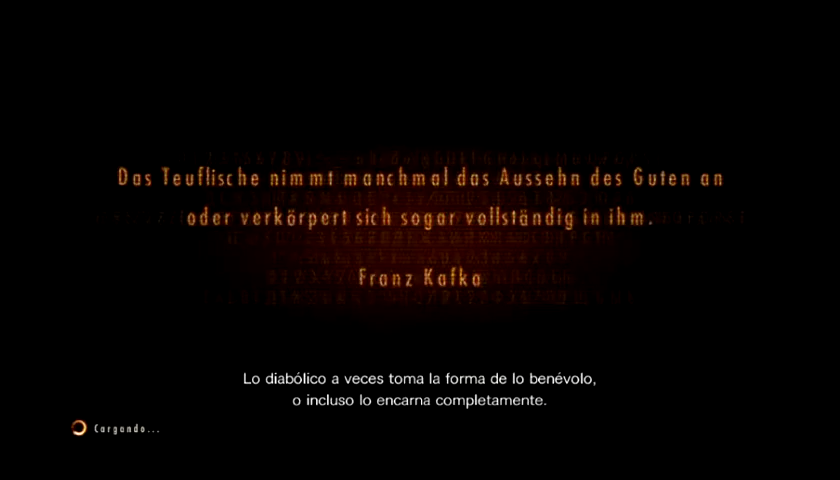 Das Teuflische nimmt manchmal das Aussehn des Guten an
oder verkörpert sich sogar vollständig in ihm.
Franz Kafka
Lo diabólico a veces toma la forma de lo benévolo,
o incluso lo encarna completamente.
Cargando...